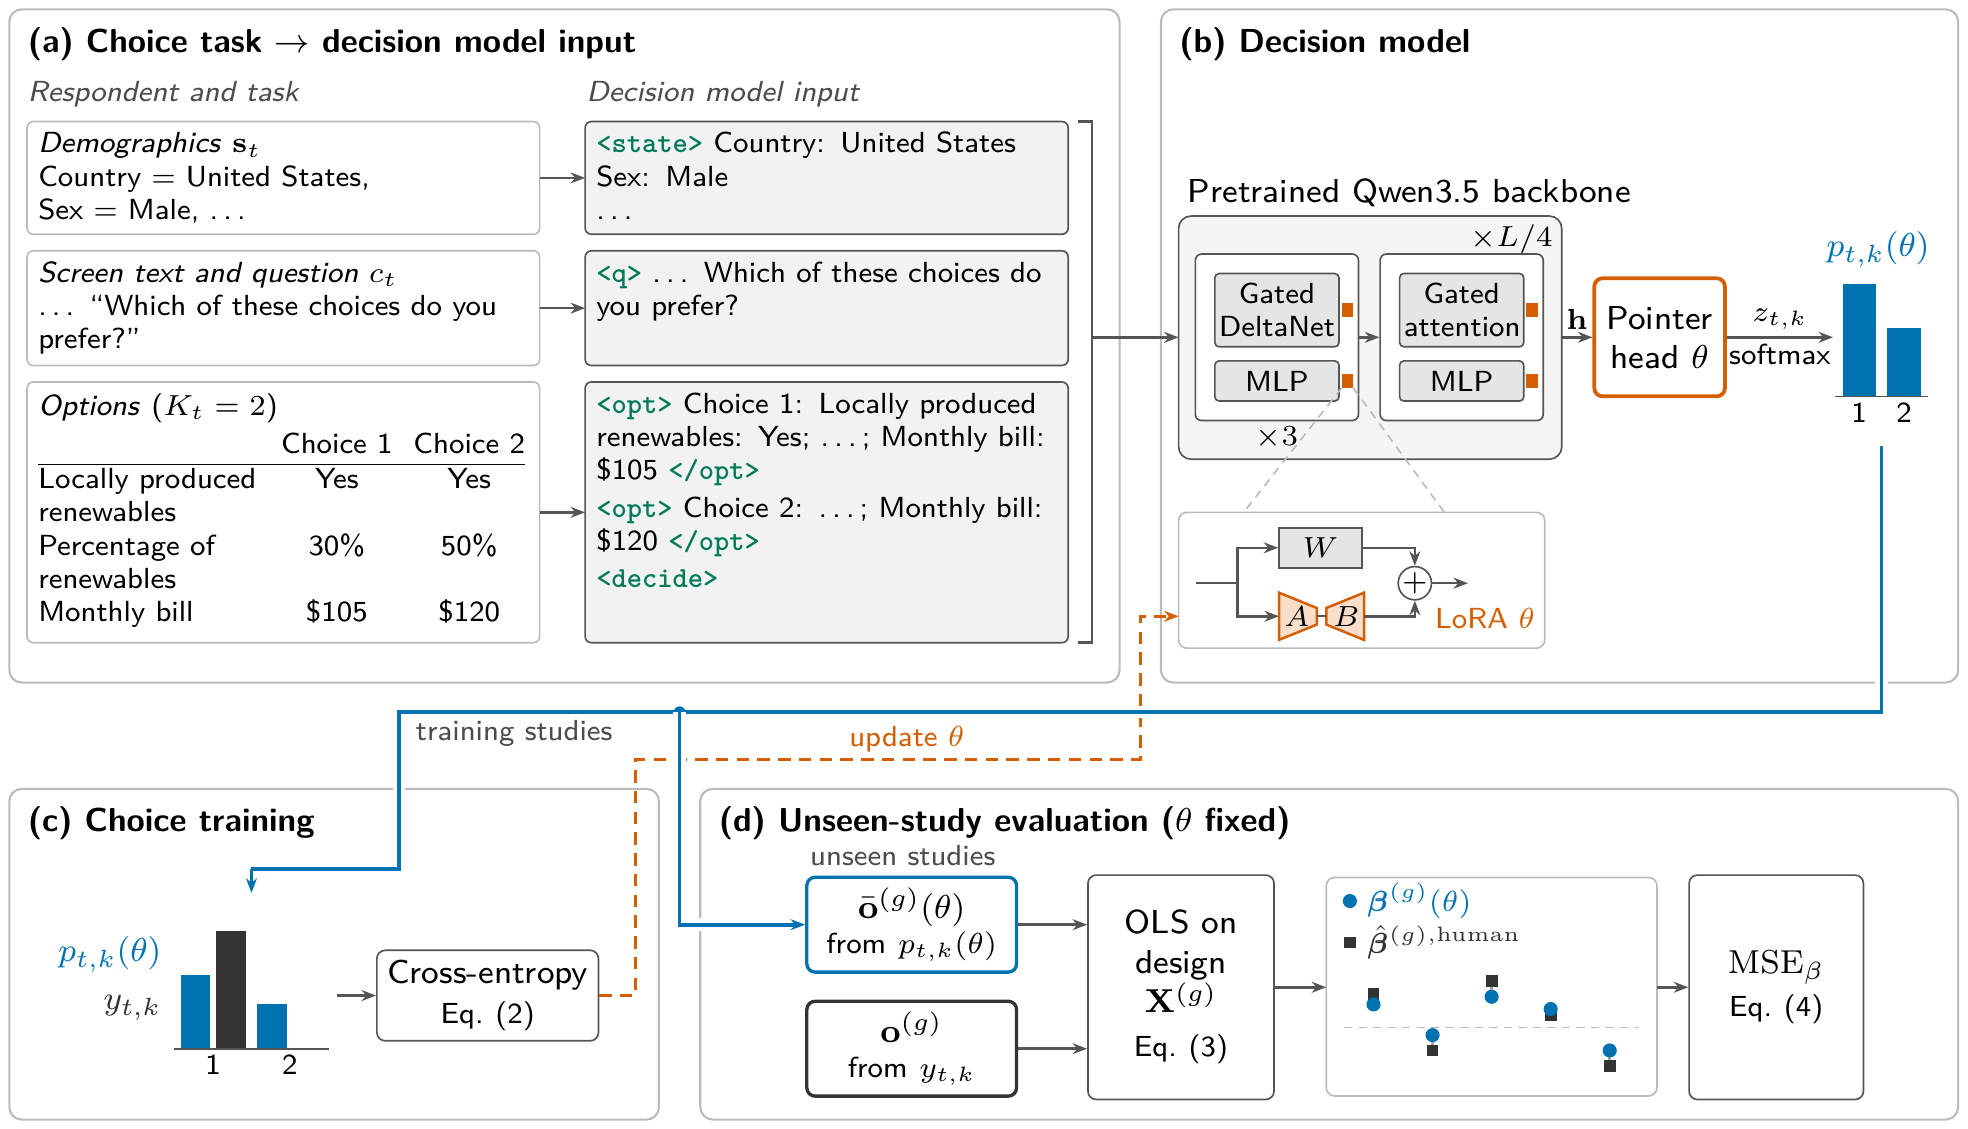 (a) Choice task → decision model input
Respondent and task
Demographics s_t
Country = United States,
Sex = Male, ...
Screen text and question c_t
... “Which of these choices do you
prefer?”
Options (K_t = 2)
Choice 1 Choice 2
Locally produced Yes Yes
renewables
Percentage of 30% 50%
renewables
Monthly bill $105 $120
Decision model input
<state> Country: United States
Sex: Male
...
<q> ... Which of these choices do
you prefer?
<opt> Choice 1: Locally produced
renewables: Yes; ...; Monthly bill:
$105 </opt>
<opt> Choice 2: ...; Monthly bill:
$120 </opt>
<decide>
(b) Decision model
Pretrained Qwen3.5 backbone
×L/4
Gated
DeltaNet
MLP
×3
Gated
attention
MLP
h
Pointer
head θ
z_{t,k}
softmax
p_{t,k}(θ)
1 2
W
A B
+
LoRA θ
training studies
update θ
(c) Choice training
p_{t,k}(θ)
y_{t,k}
1 2
Cross-entropy
Eq. (2)
(d) Unseen-study evaluation (θ fixed)
unseen studies
ō^{(g)}(θ)
from p_{t,k}(θ)
o^{(g)}
from y_{t,k}
OLS on
design
X^{(g)}
Eq. (3)
β^{(g)}(θ)
β̂^{(g),human}
MSE_β
Eq. (4)